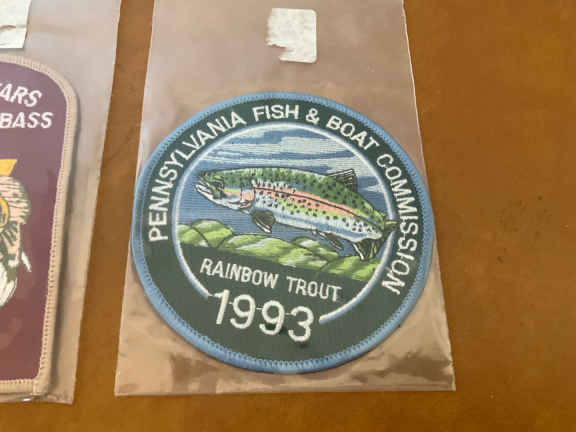 ARS
BASS
PENNSYLVANIA FISH & BOAT COMMISSION
RAINBOW TROUT
1993